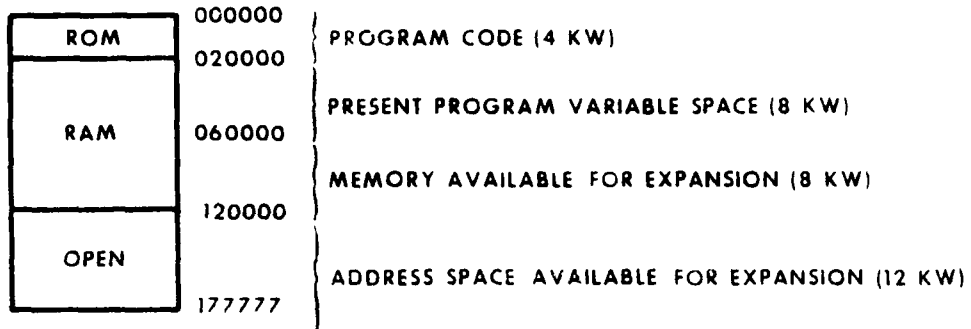 000000
ROM
PROGRAM CODE (4 KW)
020000
PRESENT PROGRAM VARIABLE SPACE (8 KW)
RAM
060000
MEMORY AVAILABLE FOR EXPANSION (8 KW)
120000
OPEN
ADDRESS SPACE AVAILABLE FOR EXPANSION (12 KW)
177777